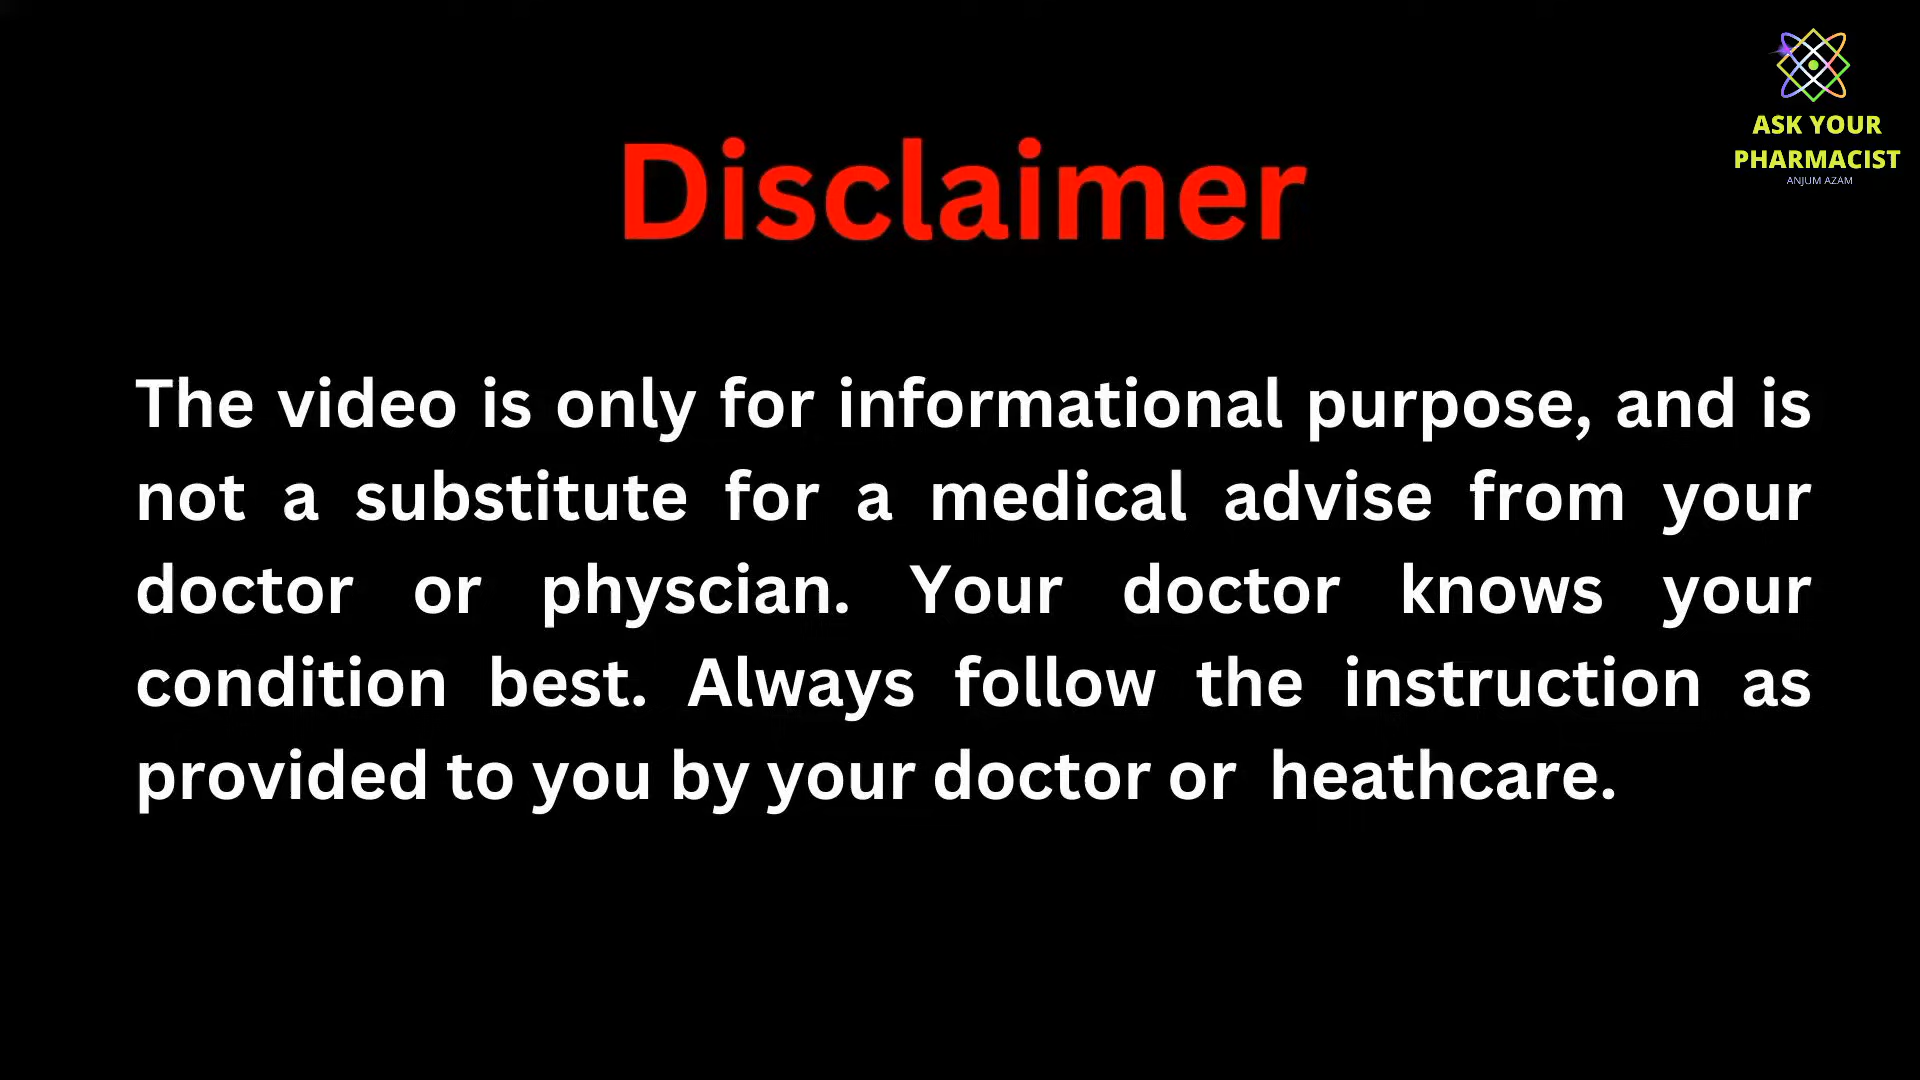 ASK YOUR
PHARMACIST
ANJUM AZAM
Disclaimer
The video is only for informational purpose, and is
not a substitute for a medical advise from your
doctor or physcian. Your doctor knows your
condition best. Always follow the instruction as
provided to you by your doctor or heathcare.